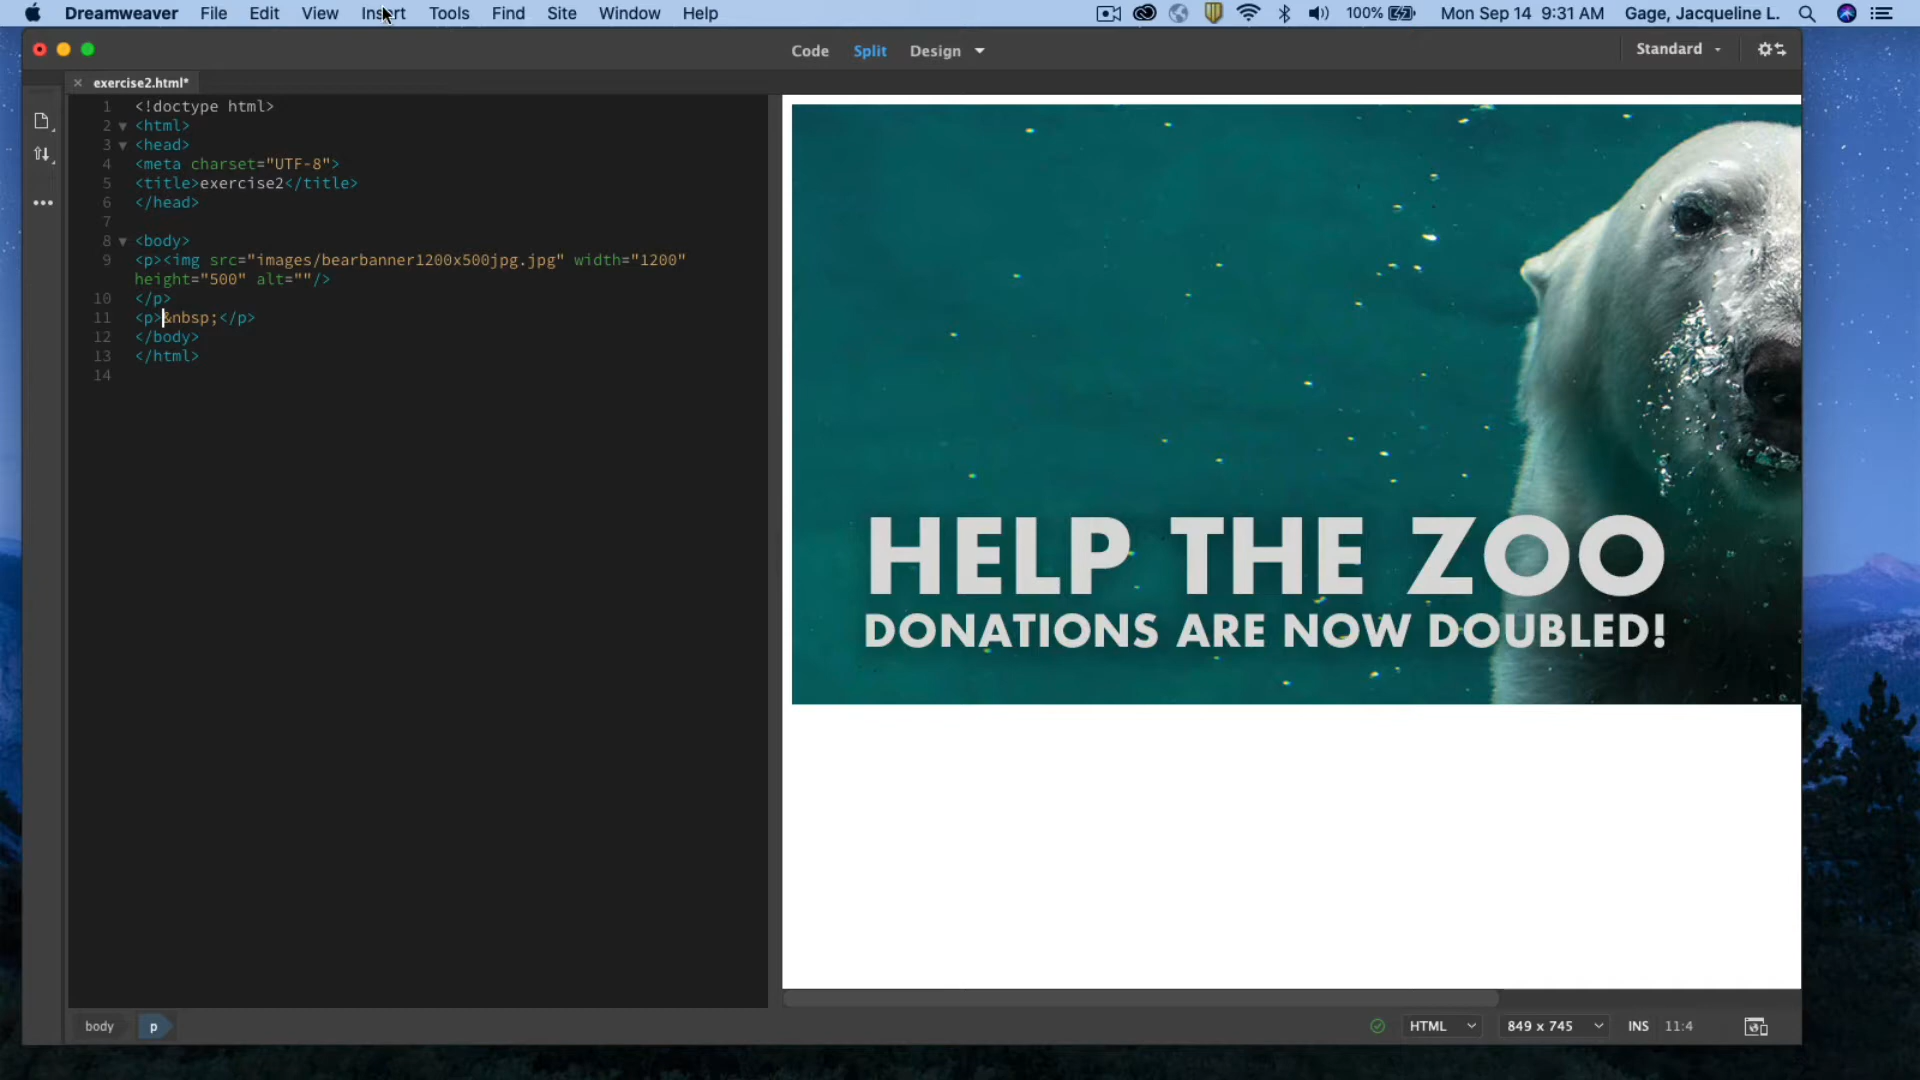 Dreamweaver File Edit View Insert Tools Find Site Window Help 100% Mon Sep 14 9:31 AM Gage, Jacqueline L.
Code Split Design Standard
exercise2.html*
1 <!doctype html>
2 <html>
3 <head>
4 <meta charset="UTF-8">
5 <title>exercise2</title>
6 </head>
7
8 <body>
9 <p><img src="images/bearbanner1200x500jpg.jpg" width="1200"
height="500" alt=""/>
10 </p>
11 <p>&nbsp;</p>
12 </body>
13 </html>
14
HELP THE ZOO
DONATIONS ARE NOW DOUBLED!
body p HTML 849 x 745 INS 11:4